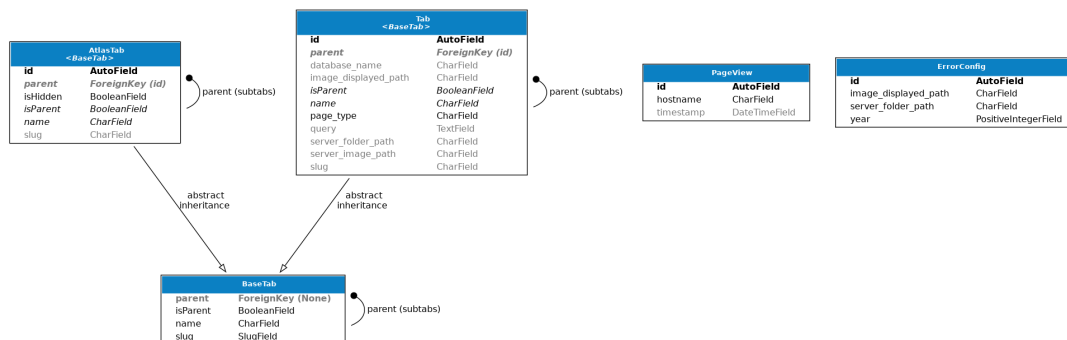 AtlasTab
<BaseTab>
id AutoField
parent ForeignKey (id)
isHidden BooleanField
isParent BooleanField
name CharField
slug CharField
parent (subtabs)
Tab
<BaseTab>
id AutoField
parent ForeignKey (id)
database_name CharField
image_displayed_path CharField
isParent BooleanField
name CharField
page_type CharField
query TextField
server_folder_path CharField
server_image_path CharField
slug CharField
parent (subtabs)
PageView
id AutoField
hostname CharField
timestamp DateTimeField
ErrorConfig
id AutoField
image_displayed_path CharField
server_folder_path CharField
year PositiveIntegerField
abstract
inheritance
abstract
inheritance
BaseTab
parent ForeignKey (None)
isParent BooleanField
name CharField
slug SlugField
parent (subtabs)